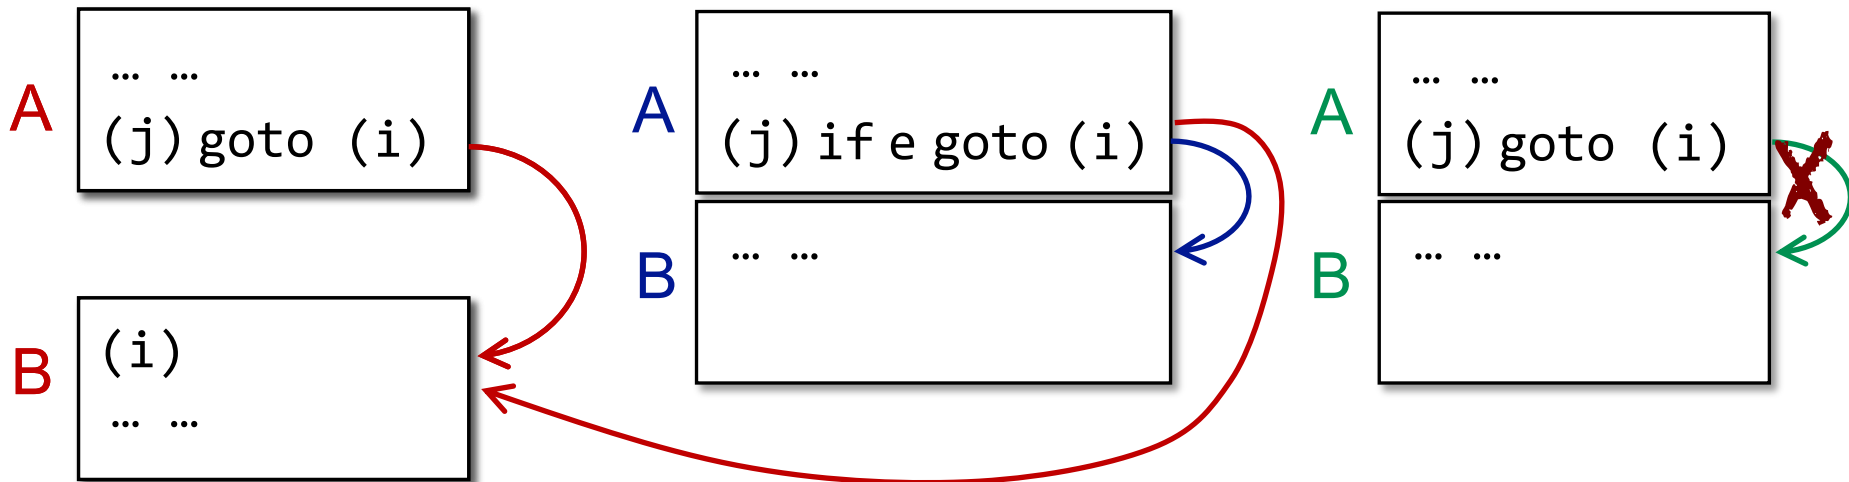 … …
A
(j) goto (i)
B
(i)
… …
… …
A
(j) if e goto (i)
B
… …
… …
A
(j) goto (i)
B
… …